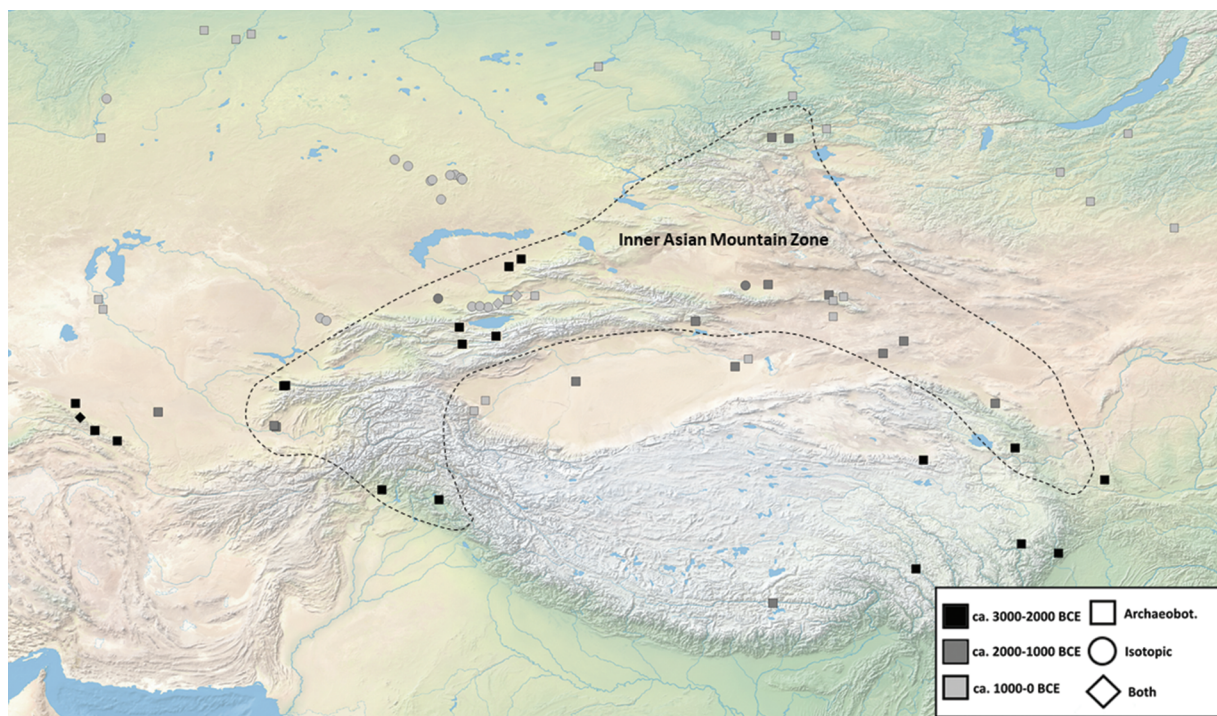 Inner Asian Mountain Zone
ca. 3000-2000 BCE
Archaeobot.
ca. 2000-1000 BCE
Isotopic
ca. 1000-0 BCE
Both